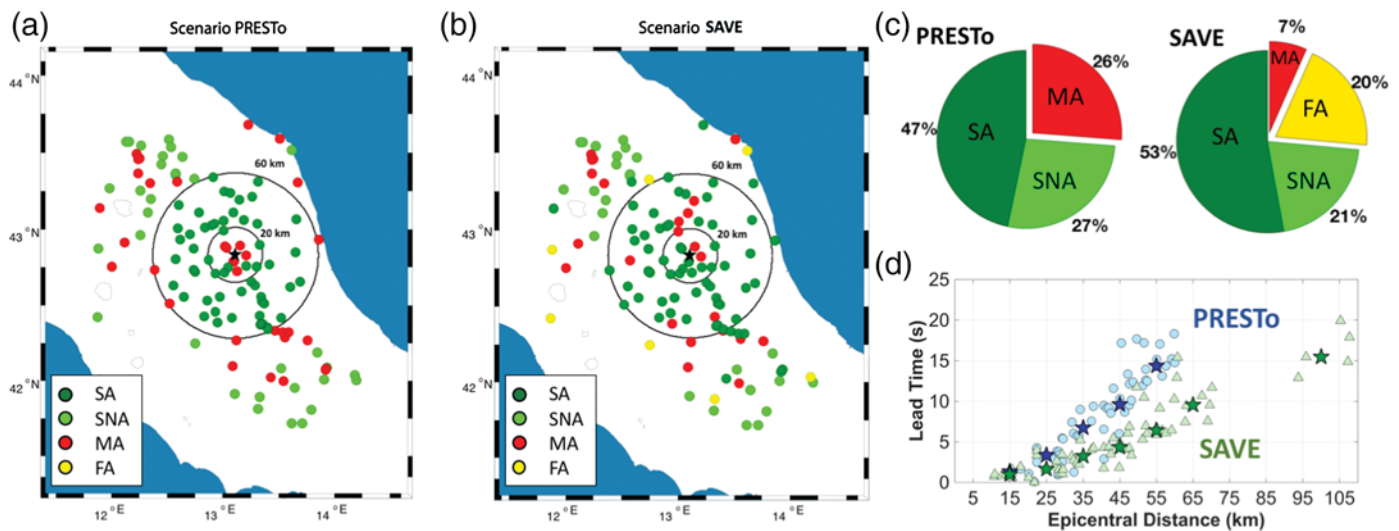 (a)
Scenario PRESTo
44°N
43°N
42°N
60 km
20 km
SA
SNA
MA
FA
12°E
13°E
14°E
(b)
Scenario SAVE
44°N
43°N
42°N
60 km
20 km
SA
SNA
MA
FA
12°E
13°E
14°E
(c)
PRESTo
26%
MA
SA
47%
SNA
27%
SAVE
7%
MA
20%
FA
SA
53%
SNA
21%
(d)
25
20
15
10
5
0
Lead Time (s)
PRESTo
SAVE
5 15 25 35 45 55 65 75 85 95 105
Epicentral Distance (km)